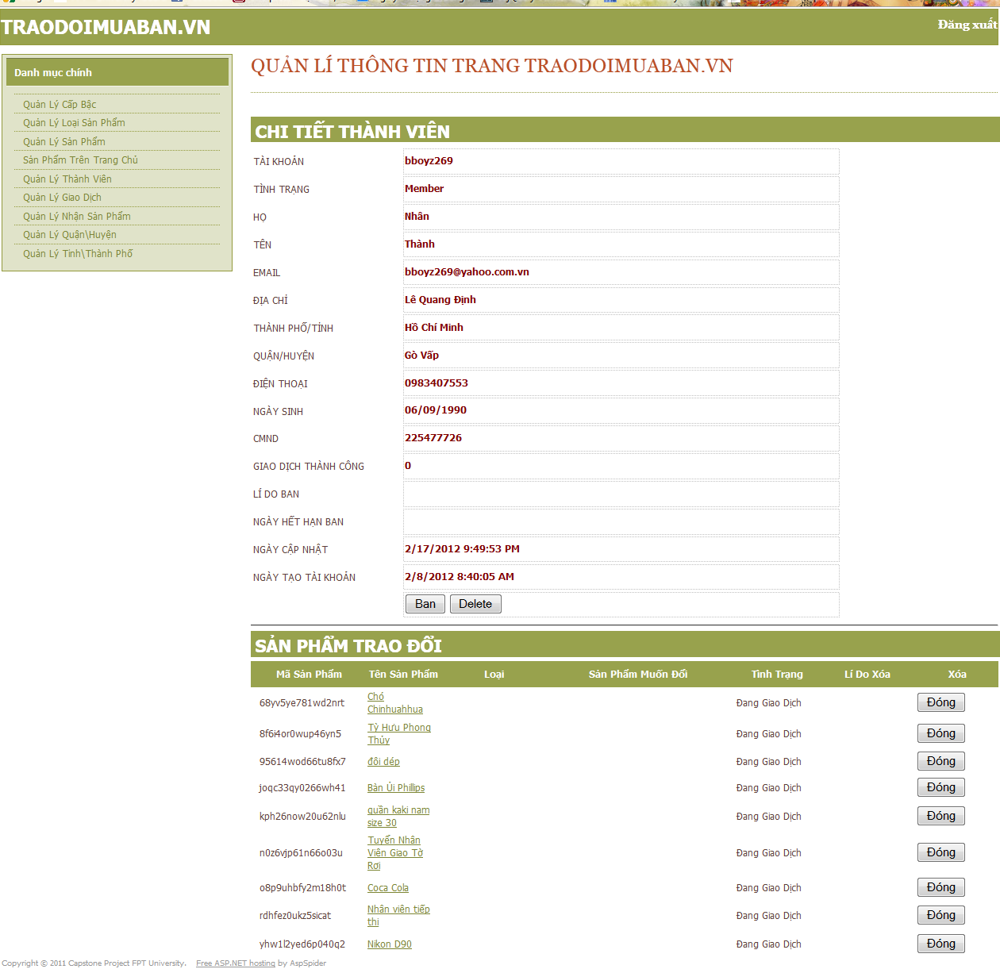 TRAODOIMUABAN.VN
Đăng xuất
Danh mục chính
Quản Lý Cấp Bậc
Quản Lý Loại Sản Phẩm
Quản Lý Sản Phẩm
Sản Phẩm Trên Trang Chủ
Quản Lý Thành Viên
Quản Lý Giao Dịch
Quản Lý Nhận Sản Phẩm
Quản Lý Quận\Huyện
Quản Lý Tỉnh\Thành Phố
QUẢN LÍ THÔNG TIN TRANG TRAODOIMUABAN.VN
CHI TIẾT THÀNH VIÊN
TÀI KHOẢN bboyz269
TÌNH TRẠNG Member
HỌ Nhân
TÊN Thành
EMAIL bboyz269@yahoo.com.vn
ĐỊA CHỈ Lê Quang Định
THÀNH PHỐ/TỈNH Hồ Chí Minh
QUẬN/HUYỆN Gò Vấp
ĐIỆN THOẠI 0983407553
NGÀY SINH 06/09/1990
CMND 225477726
GIAO DỊCH THÀNH CÔNG 0
LÍ DO BAN
NGÀY HẾT HẠN BAN
NGÀY CẬP NHẬT 2/17/2012 9:49:53 PM
NGÀY TẠO TÀI KHOẢN 2/8/2012 8:40:05 AM
Ban Delete
SẢN PHẨM TRAO ĐỔI
Mã Sản Phẩm Tên Sản Phẩm Loại Sản Phẩm Muốn Đổi Tình Trạng Lí Do Xóa Xóa
68yv5ye781wd2nrt Chó Chinhuahhua Đang Giao Dịch Đóng
8f6i4or0wup46yn5 Tỳ Hưu Phong Thủy Đang Giao Dịch Đóng
95614wod66tu8fx7 đôi dép Đang Giao Dịch Đóng
joqc33qy0266wh41 Bàn Ủi Phillips Đang Giao Dịch Đóng
kph26now20u62nlu quần kaki nam size 30 Đang Giao Dịch Đóng
n0z6vjp61n66o03u Tuyển Nhân Viên Giao Tờ Rơi Đang Giao Dịch Đóng
o8p9uhbfy2m18h0t Coca Cola Đang Giao Dịch Đóng
rdhfez0ukz5sicat Nhân viên tiếp thị Đang Giao Dịch Đóng
yhw1l2yed6p040q2 Nikon D90 Đang Giao Dịch Đóng
Copyright © 2011 Capstone Project FPT University. Free ASP.NET hosting by AspSpider